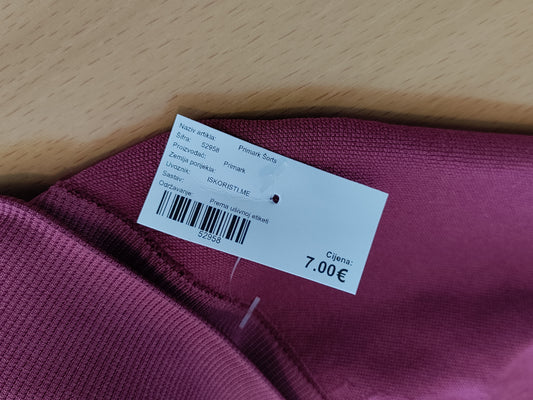 Naziv artikla: Primark Šorts
Šifra: 52958
Proizvođač: Primark
Zemlja porijekla:
Uvoznik: ISKORISTI.ME
Sastav:
Održavanje: Prema ušivnoj etiketi
52958
Cijena:
7.00€